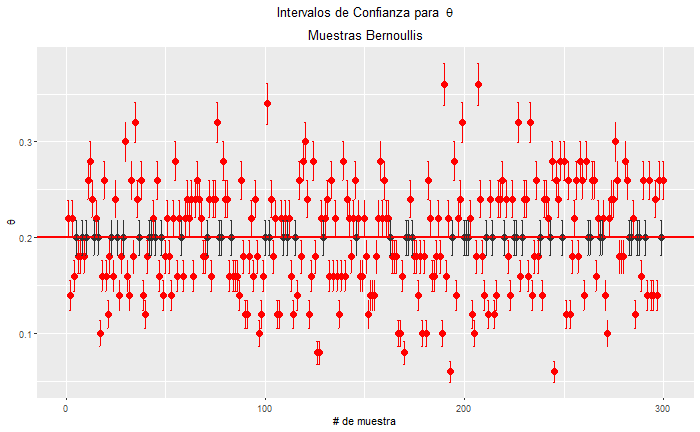 Intervalos de Confianza para θ
Muestras Bernoullis
θ
0.3
0.2
0.1
0
100
200
300
# de muestra